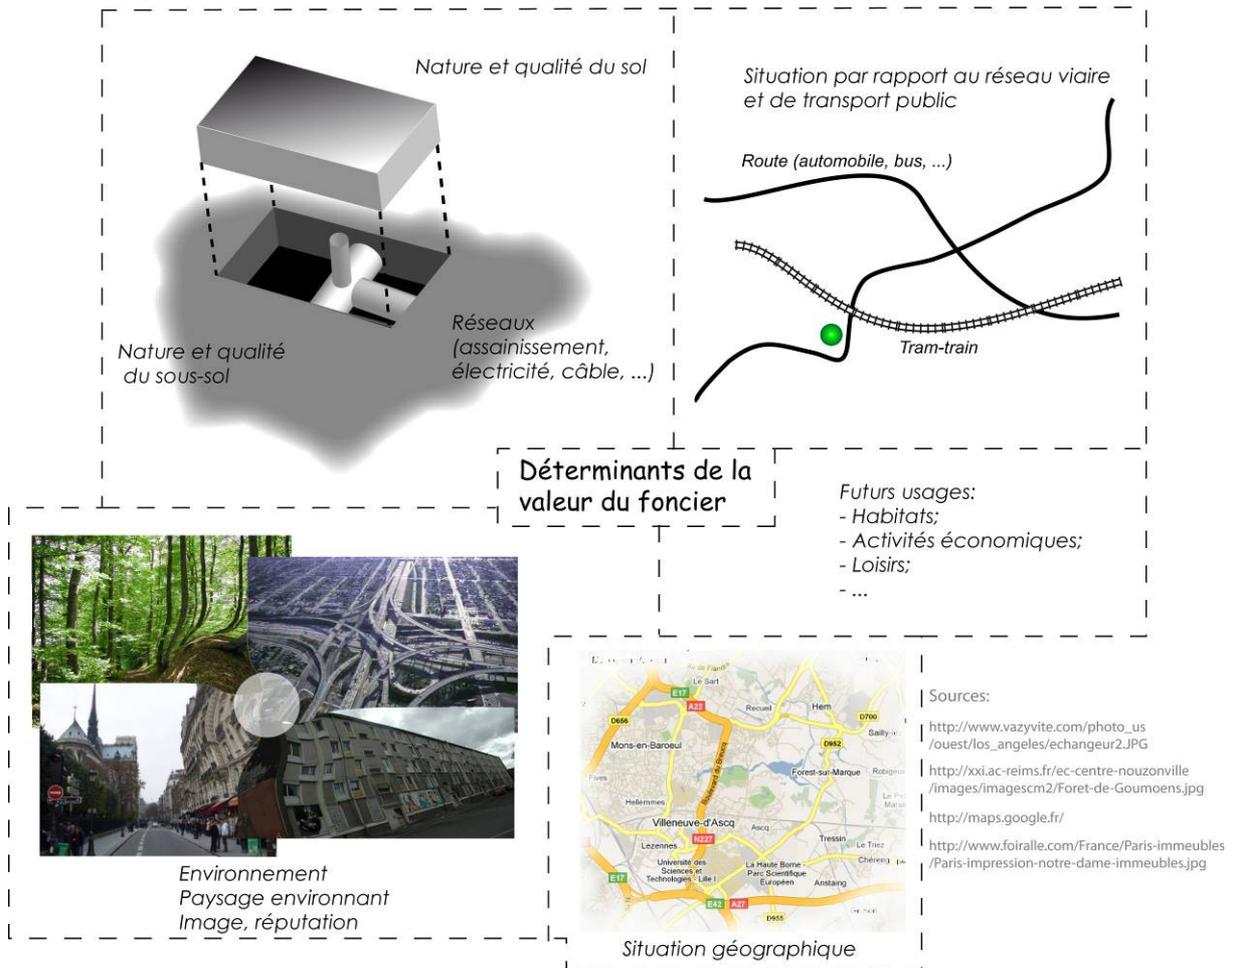 Nature et qualité du sol
Nature et qualité
du sous-sol
Réseaux
(assainissement,
électricité, câble, ...)
Situation par rapport au réseau viaire
et de transport public
Route (automobile, bus, ...)
Tram-train
Déterminants de la
valeur du foncier
Futurs usages:
- Habitats;
- Activités économiques;
- Loisirs;
- ...
Environnement
Paysage environnant
Image, réputation
Le Sart
E17
A22
Recueil
Hem
D656
D700
Sailly-
Mons-en-Baroeul
D952
Fives
Forest-sur-Marque
Boulevard du Breucq
Hellemmes
Villeneuve-d'Ascq
Ascq
N227
Tressin
Lezennes
Le Triez
Université des
Sciences et
Technologies - Lille I
La Haute Borne -
Parc Scientifique
Européen
Chéreng
E17
Anstaing
E42
A27
D955
Situation géographique
Sources:
http://www.vazyvite.com/photo_us
/ouest/los_angeles/echangeur2.JPG
http://xxi.ac-reims.fr/ec-centre-nouzonville
/images/imagescm2/Foret-de-Goumoens.jpg
http://maps.google.fr/
http://www.foiralle.com/France/Paris-immeubles
/Paris-impression-notre-dame-immeubles.jpg